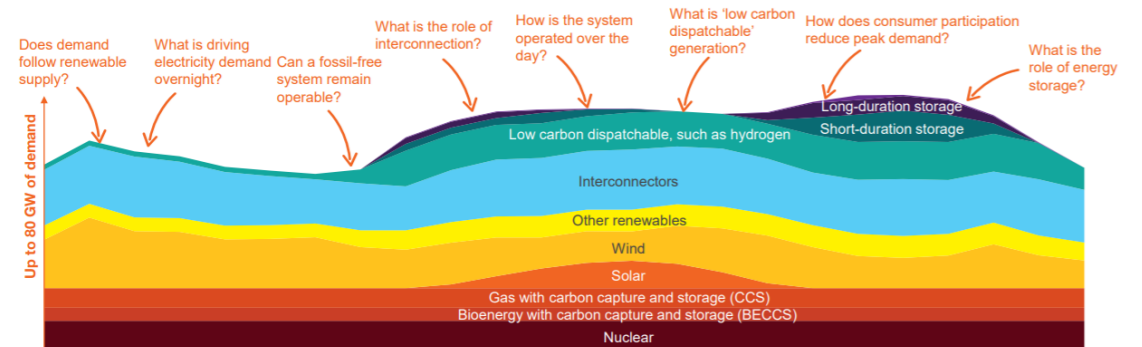 Does demand
follow renewable
supply?
What is driving
electricity demand
overnight?
Can a fossil-free
system remain
operable?
What is the role of
interconnection?
How is the system
operated over the
day?
What is ‘low carbon
dispatchable’
generation?
How does consumer participation
reduce peak demand?
What is the
role of energy
storage?
Up to 80 GW of demand
Long-duration storage
Short-duration storage
Low carbon dispatchable, such as hydrogen
Interconnectors
Other renewables
Wind
Solar
Gas with carbon capture and storage (CCS)
Bioenergy with carbon capture and storage (BECCS)
Nuclear